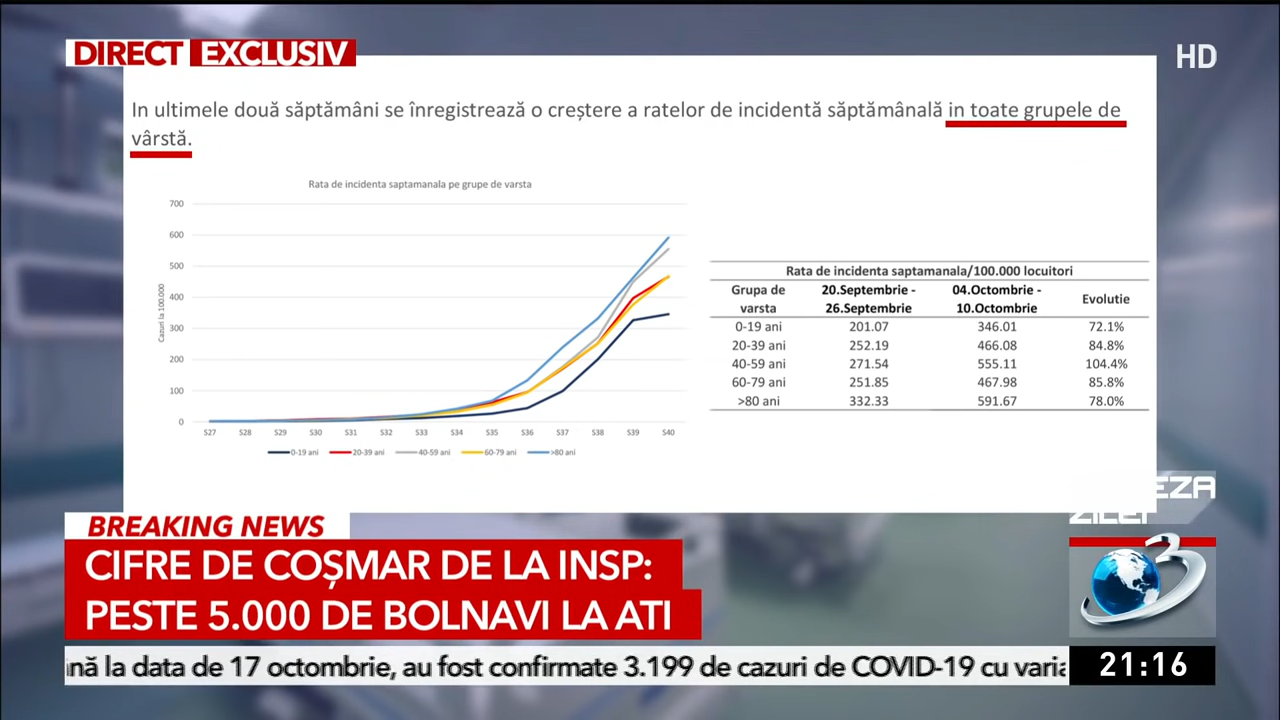 DIRECT EXCLUSIV
HD
In ultimele două săptămâni se înregistrează o creștere a ratelor de incidentă săptămânală in toate grupele de
vârstă.
Rata de incidenta saptamanala pe grupe de varsta
Cazuri la 100.000
700
600
500
400
300
200
100
0
S27 S28 S29 S30 S31 S32 S33 S34 S35 S36 S37 S38 S39 S40
0-19 ani 20-39 ani 40-59 ani 60-79 ani >80 ani
Rata de incidenta saptamanala/100.000 locuitori
Grupa de varsta 20.Septembrie - 26.Septembrie 04.Octombrie - 10.Octombrie Evolutie
0-19 ani 201.07 346.01 72.1%
20-39 ani 252.19 466.08 84.8%
40-59 ani 271.54 555.11 104.4%
60-79 ani 251.85 467.98 85.8%
>80 ani 332.33 591.67 78.0%
BREAKING NEWS
CIFRE DE COȘMAR DE LA INSP:
PESTE 5.000 DE BOLNAVI LA ATI
3
înă la data de 17 octombrie, au fost confirmate 3.199 de cazuri de COVID-19 cu varia
21:16